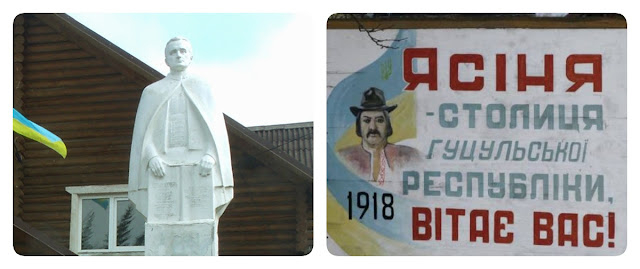 Ясіня
-СТОЛИЦЯ
ГУЦУЛЬСЬКОЇ
РЕСПУБЛІКИ,
1918
ВІТАЄ ВАС!